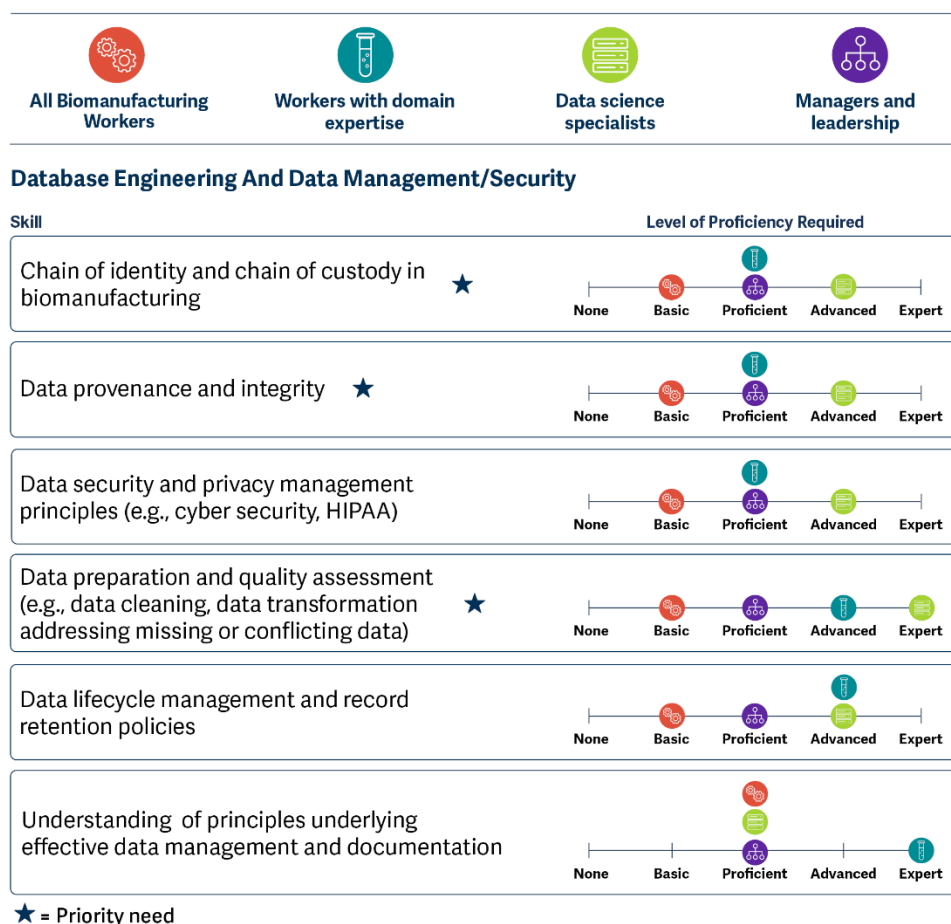 All Biomanufacturing
Workers
Workers with domain
expertise
Data science
specialists
Managers and
leadership
Database Engineering And Data Management/Security
Skill
Level of Proficiency Required
Chain of identity and chain of custody in
biomanufacturing
None Basic Proficient Advanced Expert
Data provenance and integrity
None Basic Proficient Advanced Expert
Data security and privacy management
principles (e.g., cyber security, HIPAA)
None Basic Proficient Advanced Expert
Data preparation and quality assessment
(e.g., data cleaning, data transformation
addressing missing or conflicting data)
None Basic Proficient Advanced Expert
Data lifecycle management and record
retention policies
None Basic Proficient Advanced Expert
Understanding of principles underlying
effective data management and documentation
None Basic Proficient Advanced Expert
★ = Priority need